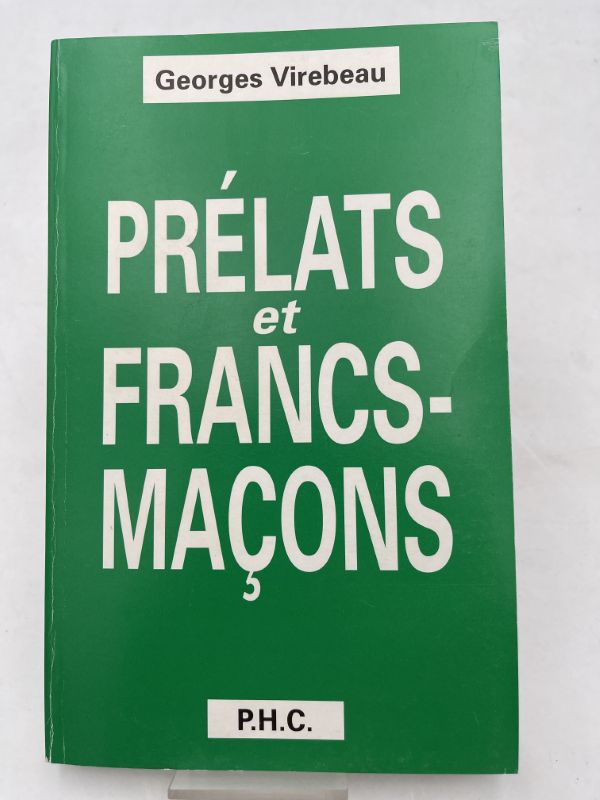 Georges Virebeau
PRÉLATS
et
FRANCS-
MAÇONS
P.H.C.